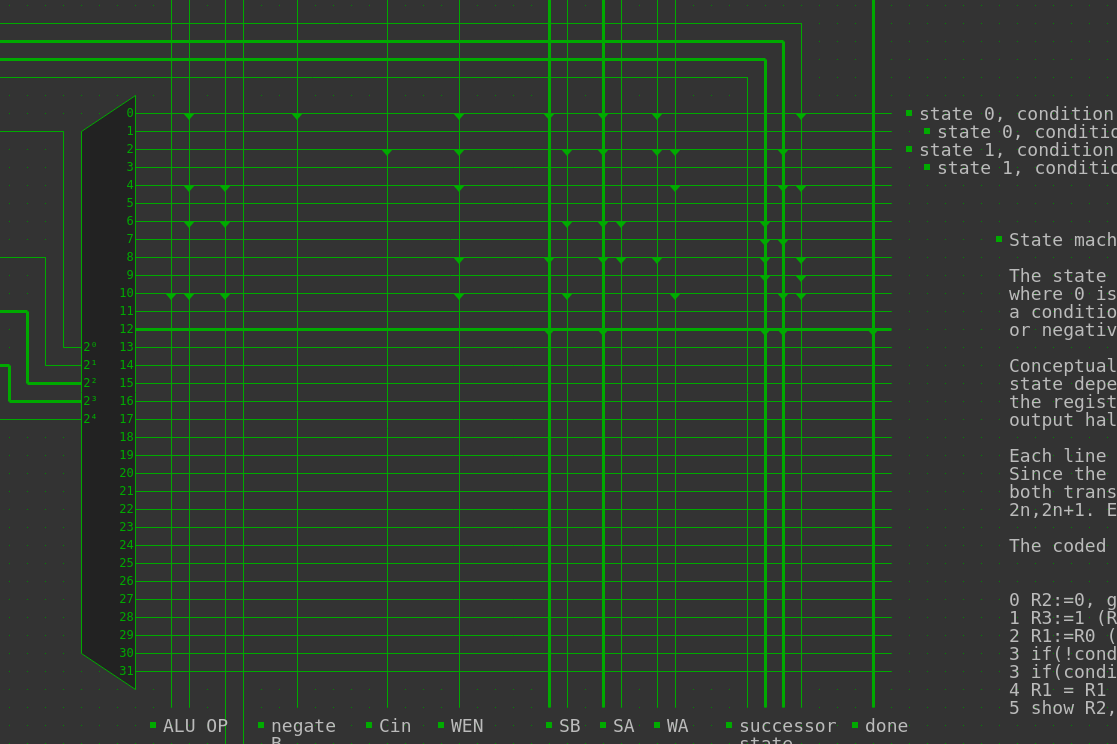 0
1
2
3
4
5
6
7
8
9
10
11
12
13
14
15
16
17
18
19
20
21
22
23
24
25
26
27
28
29
30
31
2⁰
2¹
2²
2³
2⁴
ALU OP
negate
B
Cin
WEN
SB
SA
WA
successor
state
done
state 0, condition
state 0, conditio
state 1, condition
state 1, conditio
State mach
The state
where 0 is
a conditio
or negativ
Conceptual
state depe
the regist
output hal
Each line
Since the
both trans
2n,2n+1. E
The coded
0 R2:=0, g
1 R3:=1 (R
2 R1:=R0 (
3 if(!cond
3 if(condi
4 R1 = R1
5 show R2,